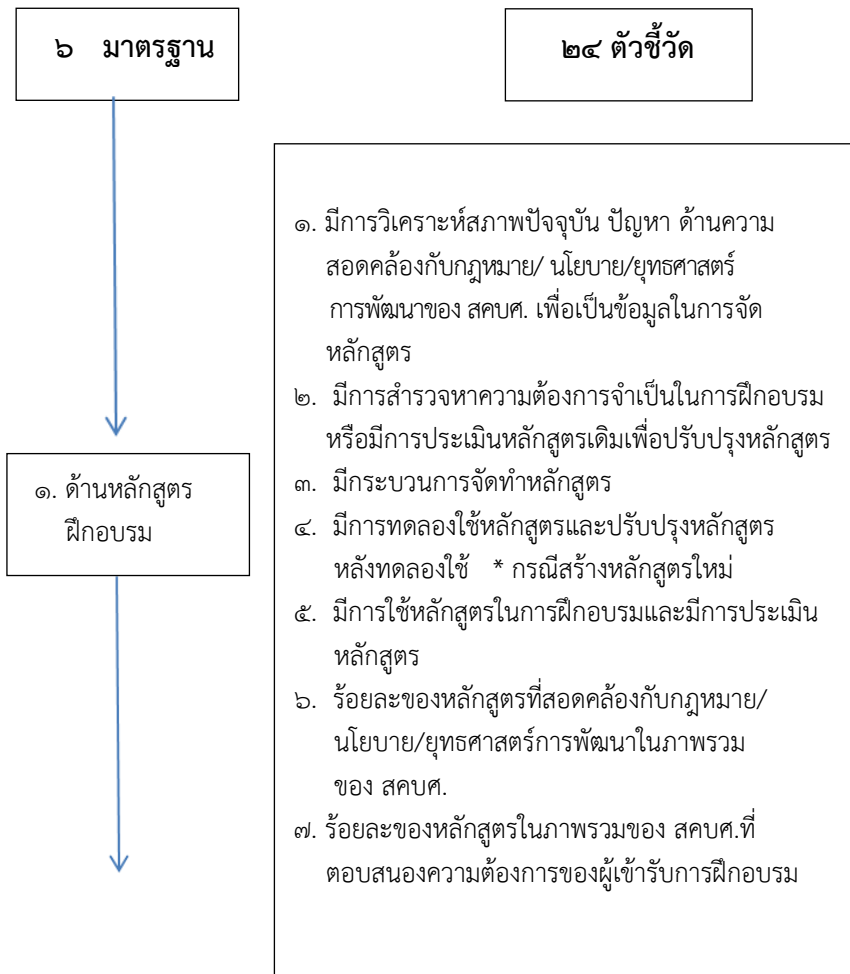 ๖ มาตรฐาน
๒๔ ตัวชี้วัด
๑. ด้านหลักสูตร
ฝึกอบรม
๑. มีการวิเคราะห์สภาพปัจจุบัน ปัญหา ด้านความ
สอดคล้องกับกฎหมาย/ นโยบาย/ยุทธศาสตร์
การพัฒนาของ สคบศ. เพื่อเป็นข้อมูลในการจัด
หลักสูตร
๒. มีการสำรวจหาความต้องการจำเป็นในการฝึกอบรม
หรือมีการประเมินหลักสูตรเดิมเพื่อปรับปรุงหลักสูตร
๓. มีกระบวนการจัดทำหลักสูตร
๔. มีการทดลองใช้หลักสูตรและปรับปรุงหลักสูตร
หลังทดลองใช้ * กรณีสร้างหลักสูตรใหม่
๕. มีการใช้หลักสูตรในการฝึกอบรมและมีการประเมิน
หลักสูตร
๖. ร้อยละของหลักสูตรที่สอดคล้องกับกฎหมาย/
นโยบาย/ยุทธศาสตร์การพัฒนาในภาพรวม
ของ สคบศ.
๗. ร้อยละของหลักสูตรในภาพรวมของ สคบศ.ที่
ตอบสนองความต้องการของผู้เข้ารับการฝึกอบรม